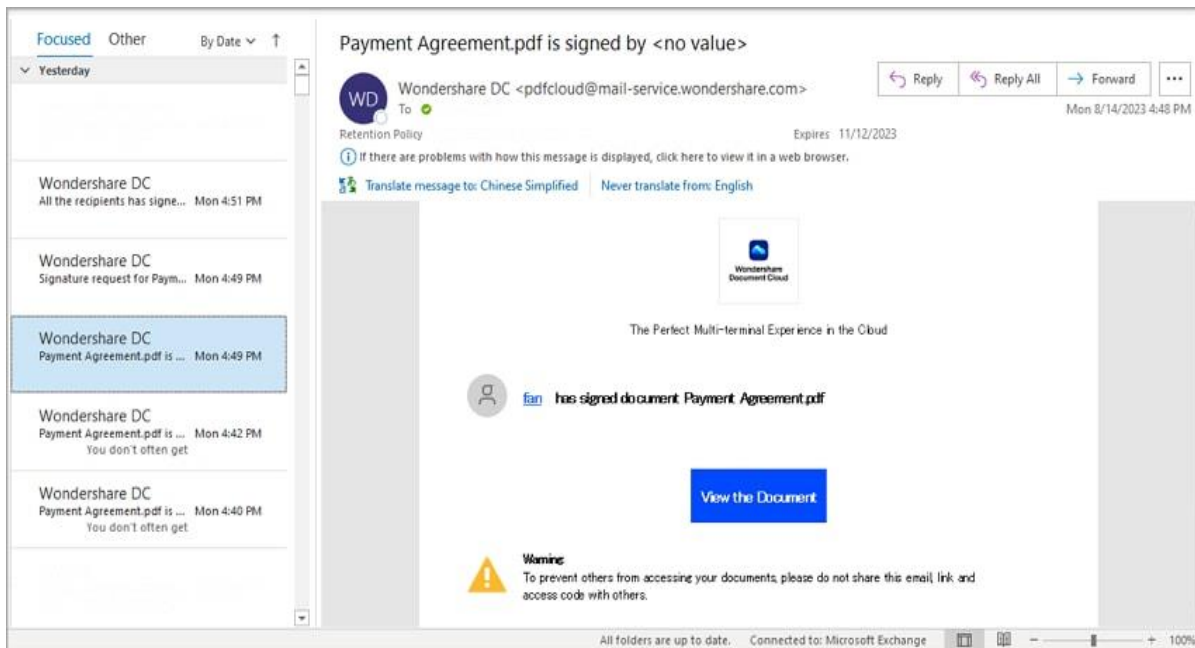 Focused Other By Date
Yesterday
Wondershare DC
All the recipients has signe... Mon 4:51 PM
Wondershare DC
Signature request for Paym... Mon 4:49 PM
Wondershare DC
Payment Agreement.pdf is ... Mon 4:49 PM
Wondershare DC
Payment Agreement.pdf is ... Mon 4:42 PM
You don't often get
Wondershare DC
Payment Agreement.pdf is ... Mon 4:40 PM
You don't often get
Payment Agreement.pdf is signed by <no value>
WD
Wondershare DC <pdfcloud@mail-service.wondershare.com>
To
Reply Reply All Forward ...
Mon 8/14/2023 4:48 PM
Retention Policy Expires 11/12/2023
If there are problems with how this message is displayed, click here to view it in a web browser.
Translate message to: Chinese Simplified Never translate from: English
Wondershare
Document Cloud
The Perfect Multi-terminal Experience in the Cloud
fan has signed document Payment Agreement.pdf
View the Document
Warning:
To prevent others from accessing your documents, please do not share this email, link and
access code with others.
All folders are up to date. Connected to: Microsoft Exchange - + 100%